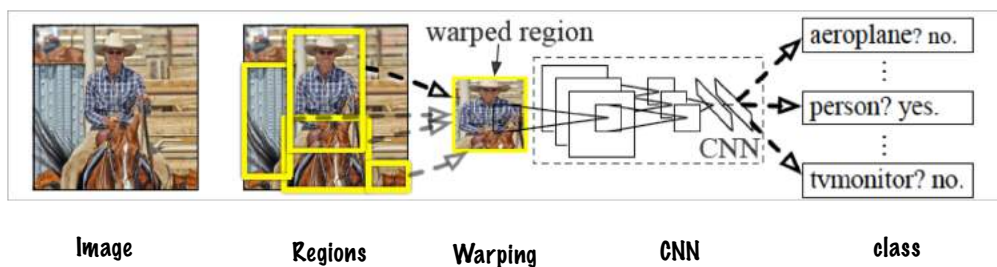 warped region
aeroplane? no.
person? yes.
CNN
tvmonitor? no.
Image
Regions
Warping
CNN
class